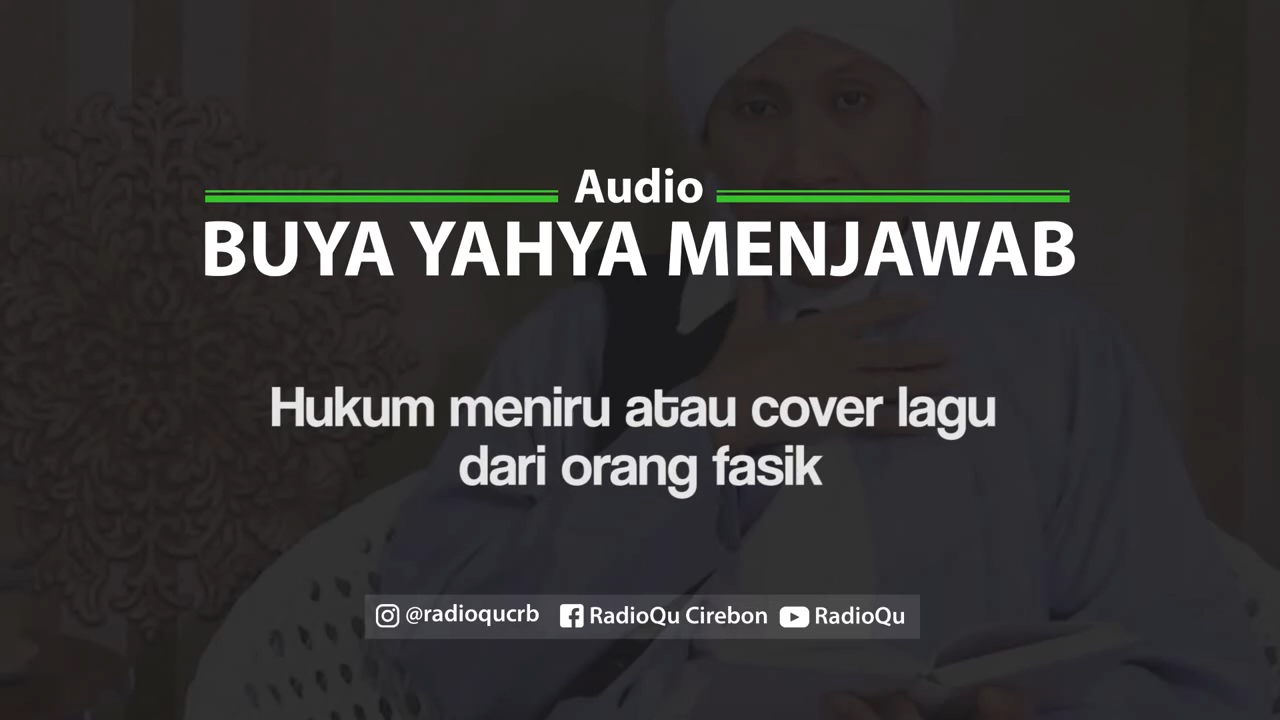 Audio
BUYA YAHYA MENJAWAB
Hukum meniru atau cover lagu
dari orang fasik
@radioqucrb RadioQu Cirebon RadioQu